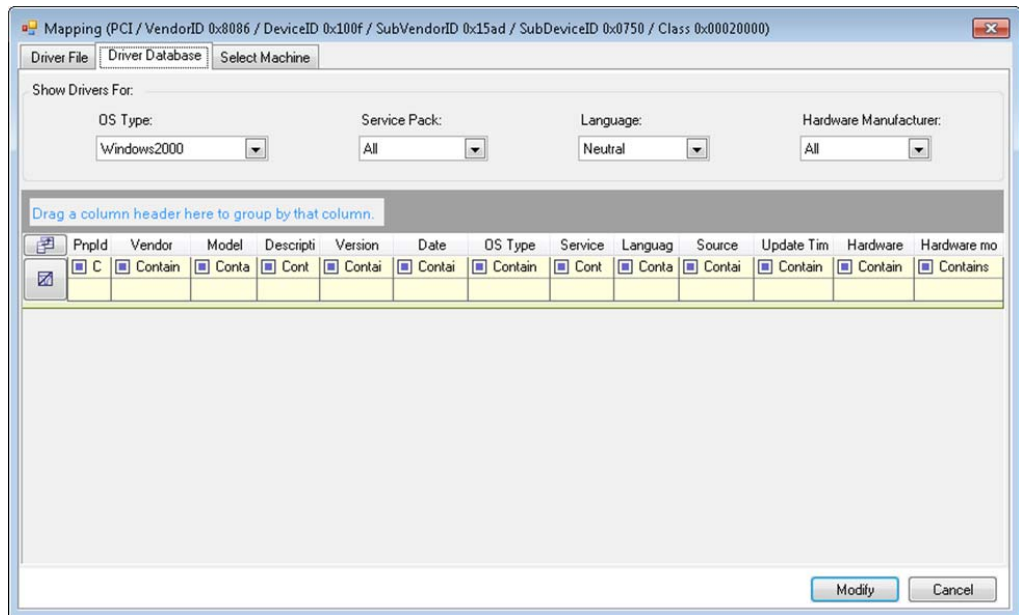 Mapping (PCI / VendorID 0x8086 / DeviceID 0x100f / SubVendorID 0x15ad / SubDeviceID 0x0750 / Class 0x00020000)
Driver File Driver Database Select Machine
Show Drivers For:
OS Type: Service Pack: Language: Hardware Manufacturer:
Windows2000 All Neutral All
Drag a column header here to group by that column.
PnpId Vendor Model Descripti Version Date OS Type Service Languag Source Update Tim Hardware Hardware mo
C Contain Conta Cont Contai Contai Contain Cont Conta Contai Contain Contain Contains
Modify Cancel